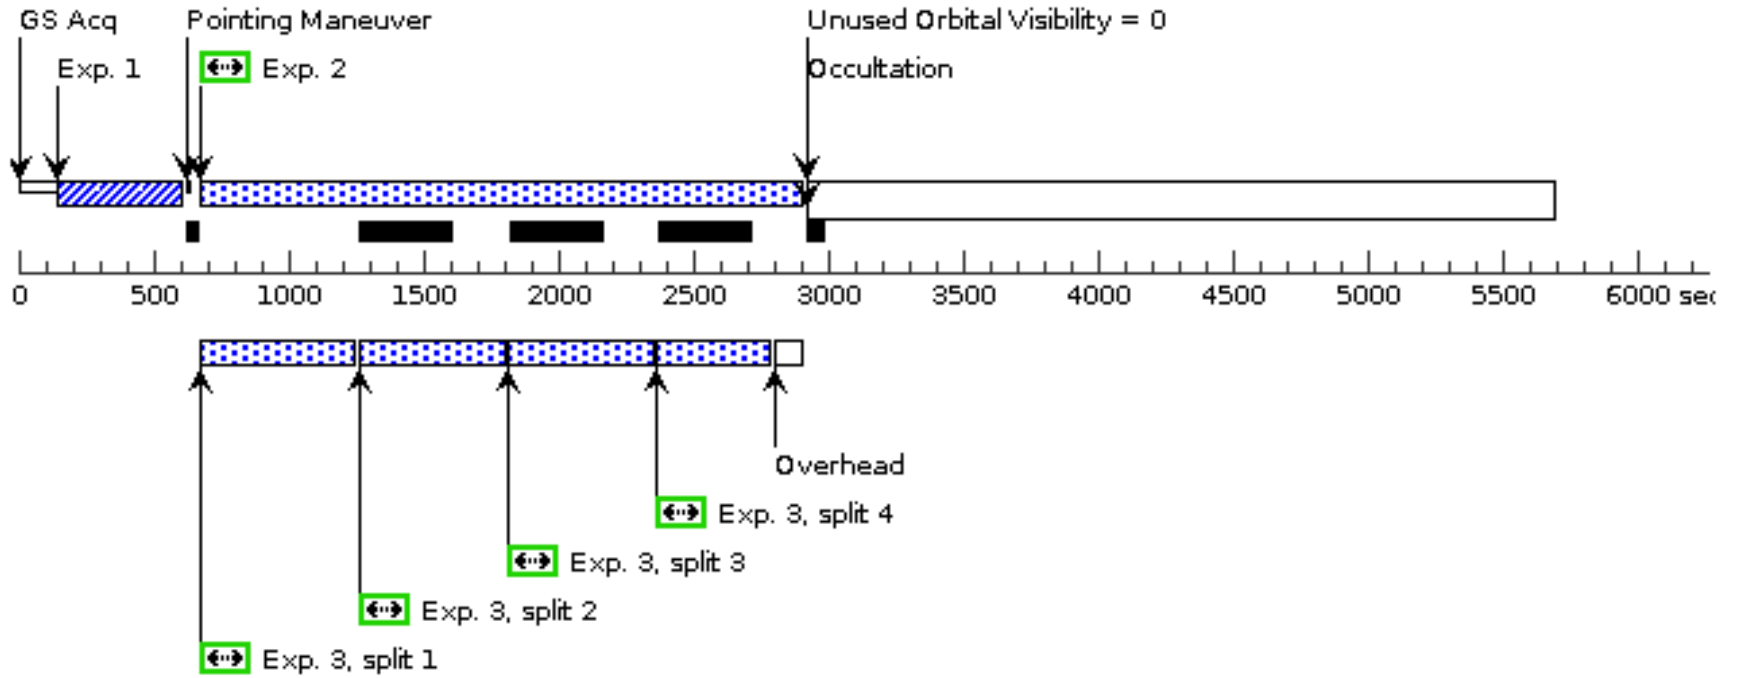 GS Acq
Pointing Maneuver
Unused Orbital Visibility = 0
Exp. 1
Exp. 2
Occultation
0 500 1000 1500 2000 2500 3000 3500 4000 4500 5000 5500 6000 sec
Overhead
Exp. 3, split 4
Exp. 3, split 3
Exp. 3, split 2
Exp. 3, split 1